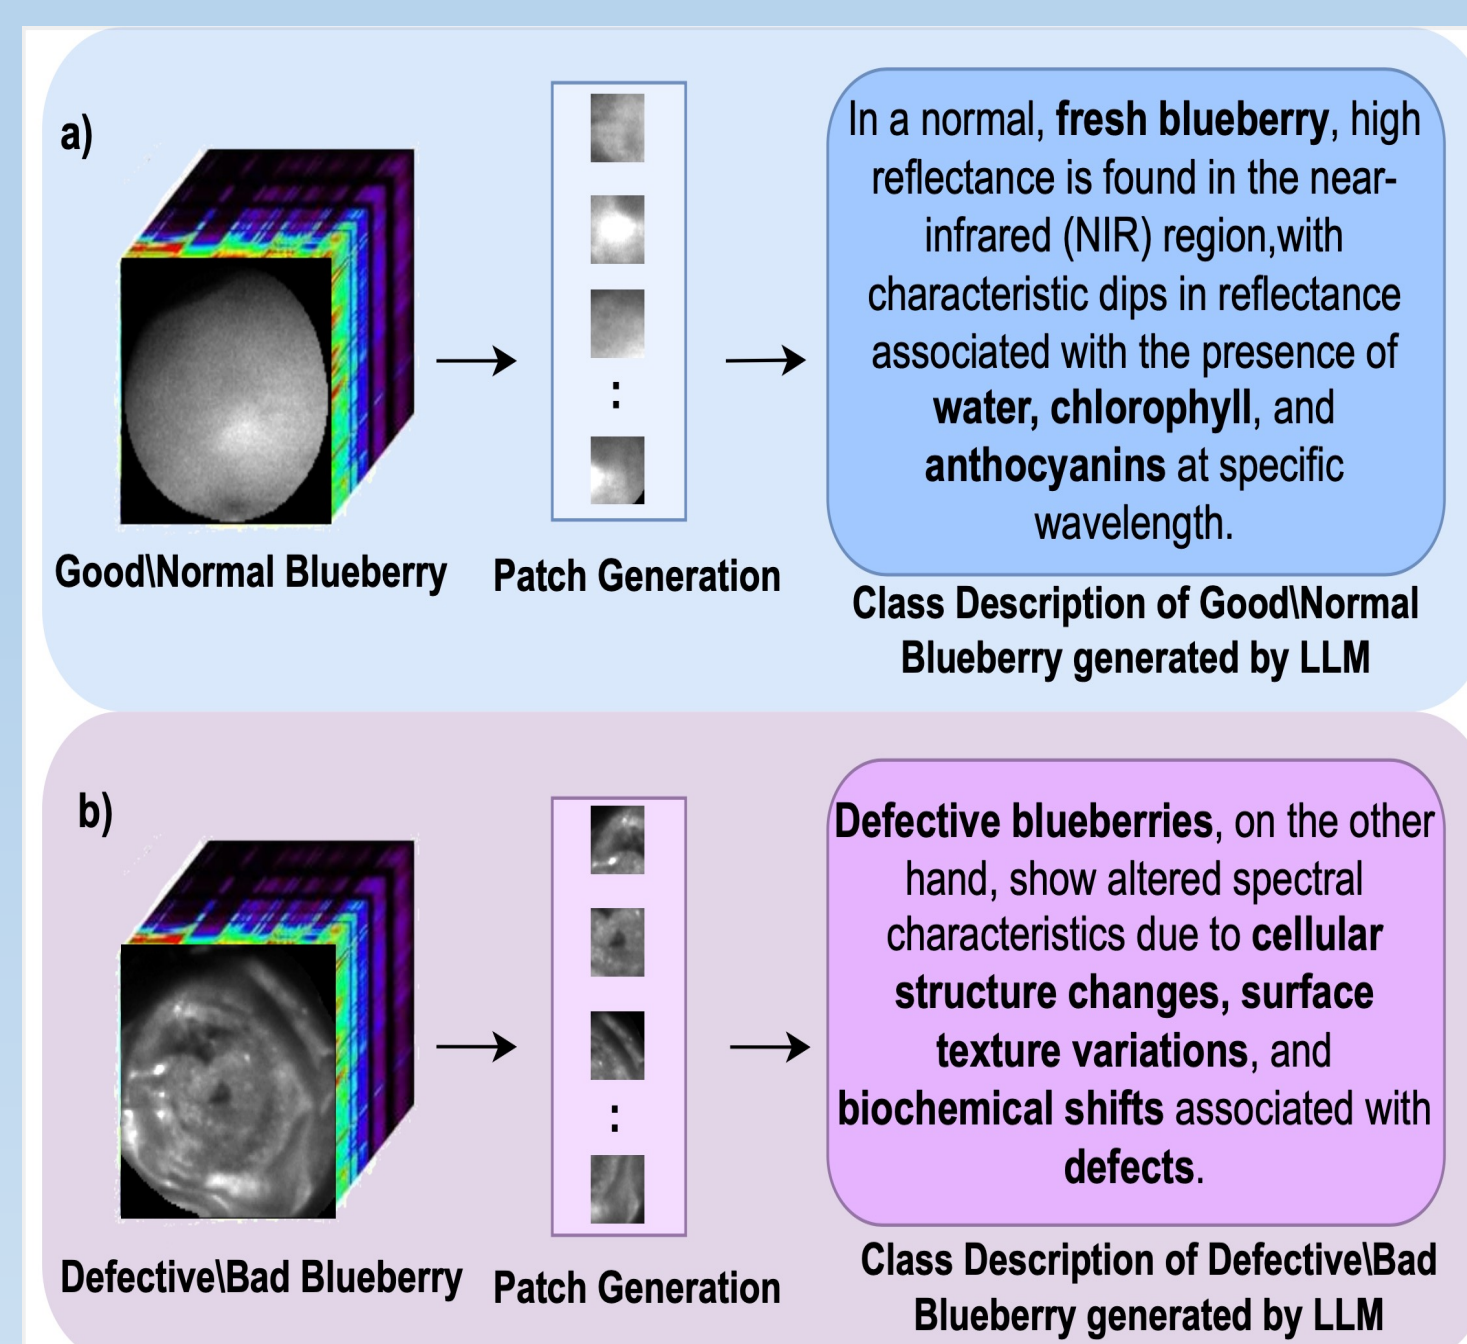 a)
In a normal, fresh blueberry, high
reflectance is found in the near-
infrared (NIR) region,with
characteristic dips in reflectance
associated with the presence of
water, chlorophyll, and
anthocyanins at specific
wavelength.
:
Good\Normal Blueberry
Patch Generation
Class Description of Good\Normal
Blueberry generated by LLM
b)
Defective blueberries, on the other
hand, show altered spectral
characteristics due to cellular
structure changes, surface
texture variations, and
biochemical shifts associated with
defects.
:
Defective\Bad Blueberry
Patch Generation
Class Description of Defective\Bad
Blueberry generated by LLM